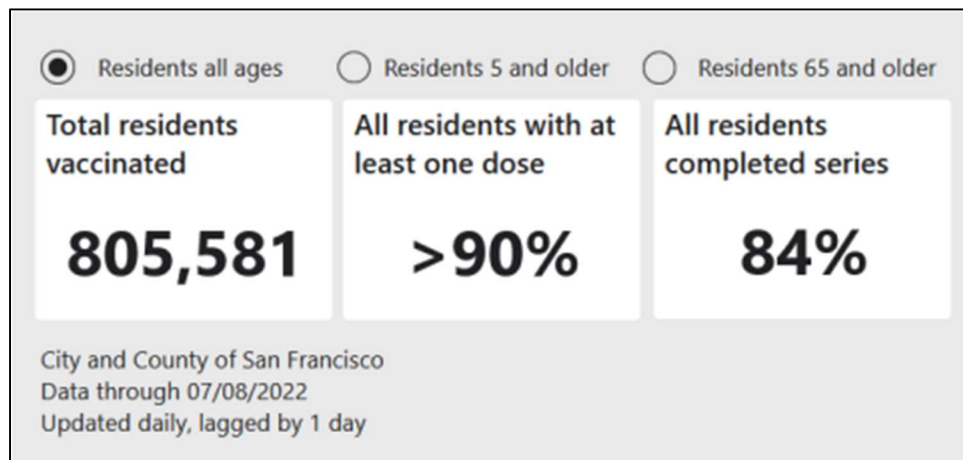 Residents all ages
Residents 5 and older
Residents 65 and older
Total residents
vaccinated
805,581
All residents with at
least one dose
>90%
All residents
completed series
84%
City and County of San Francisco
Data through 07/08/2022
Updated daily, lagged by 1 day